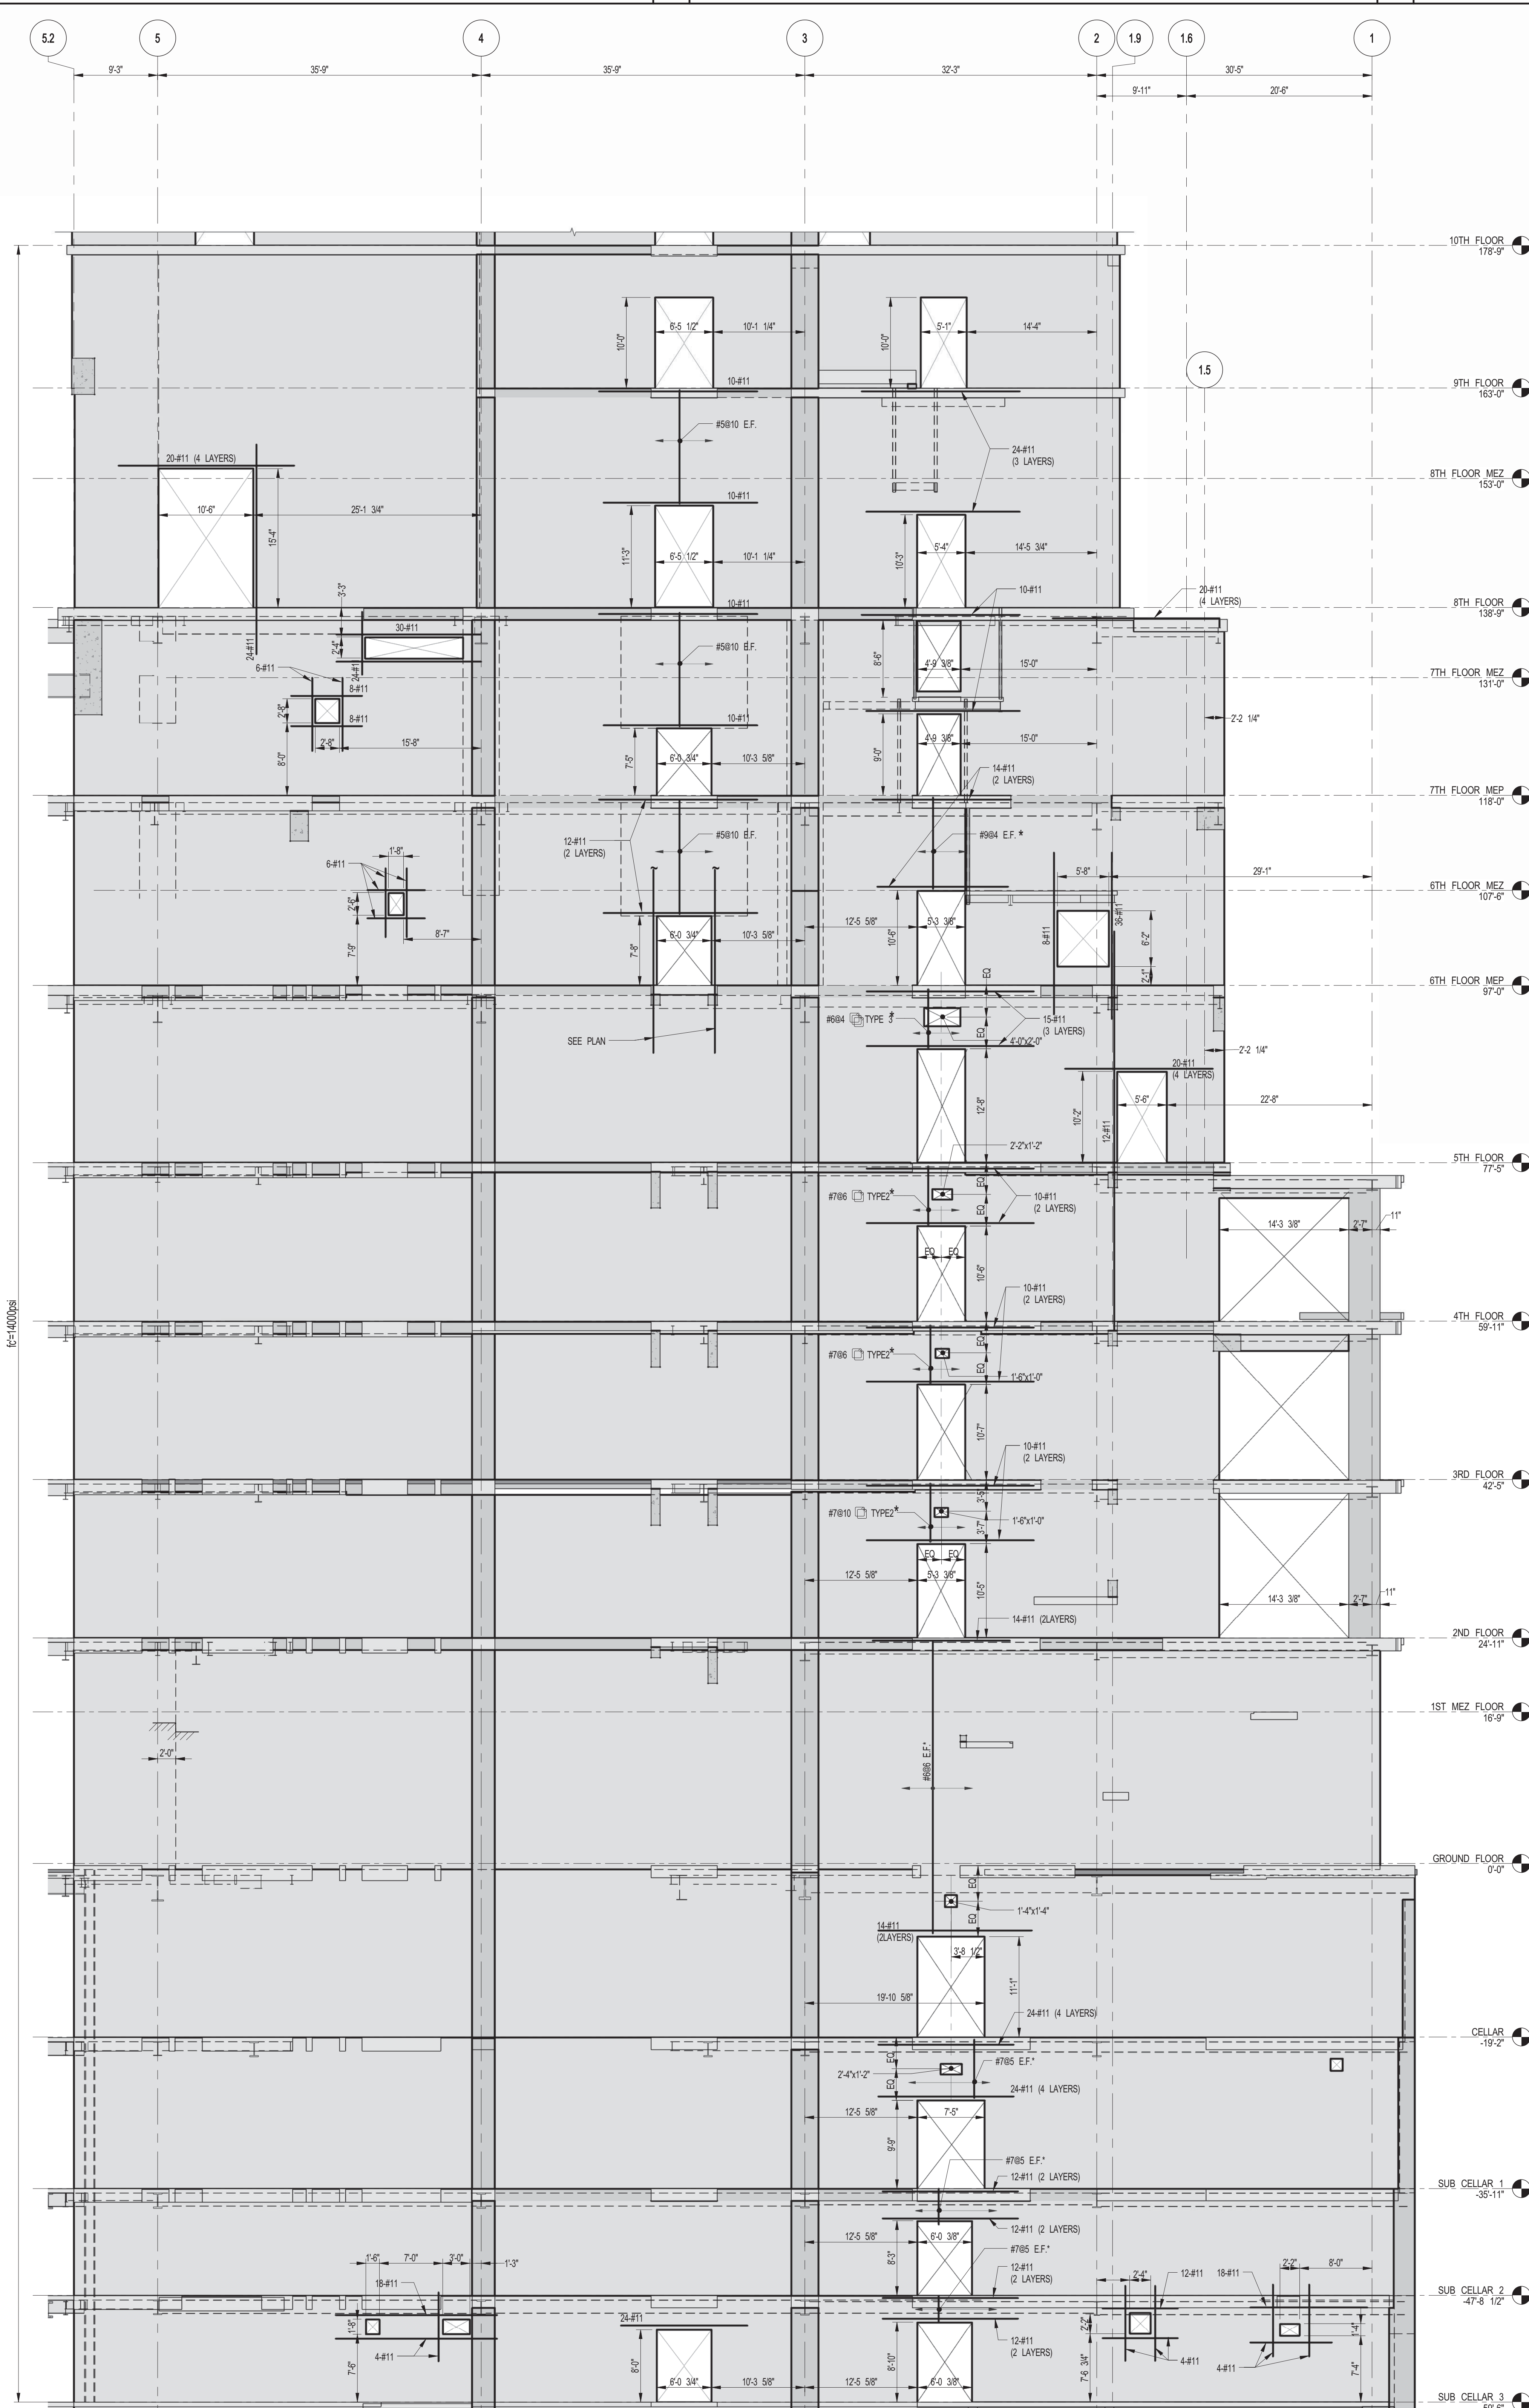 5.2 5 4 3 2 1.9 1.6 1
9'-3" 35'-9" 35'-9" 32'-3" 30'-5"
9'-11" 20'-6"
10TH FLOOR
178'-9"
10'-0" 6'-5 1/2" 10'-1 1/4" 10'-0" 5'-1" 14'-4"
1.5
10-#11
9TH FLOOR
163'-0"
#5@10 E.F.
24-#11
(3 LAYERS)
20-#11 (4 LAYERS)
8TH FLOOR MEZ
153'-0"
10-#11
10'-6" 25'-1 3/4"
15'-4"
11'-3" 6'-5 1/2" 10'-1 1/4" 10'-3" 5'-4" 14'-5 3/4"
10-#11
10-#11
20-#11
(4 LAYERS)
8TH FLOOR
138'-9"
3'-3"
30-#11
24-#11
2'-4"
24-#11
#5@10 E.F.
8'-6" 4'-9 3/8" 15'-0"
6-#11
8-#11
7TH FLOOR MEZ
131'-0"
2'-8"
8-#11
10-#11
2'-2 1/4"
2'-8" 15'-8"
8'-0"
7'-5" 6'-0 3/4" 10'-3 5/8" 9'-0" 4'-9 3/8" 15'-0"
14-#11
(2 LAYERS)
7TH FLOOR MEP
118'-0"
12-#11
(2 LAYERS)
#5@10 E.F.
#9@4 E.F. *
1'-8"
6-#11
5'-8" 29'-1"
6TH FLOOR MEZ
107'-6"
2'-6"
8'-7"
7'-9"
7'-8" 6'-0 3/4" 10'-3 5/8" 12'-5 5/8" 5'-3 3/8"
10'-6"
8-#11
36-#11
6'-2"
2'-1"
6TH FLOOR MEP
97'-0"
EQ
#6@4 TYPE 3*
15-#11
(3 LAYERS)
EQ
SEE PLAN
4'-0"x2'-0"
2'-2 1/4"
20-#11
(4 LAYERS)
5'-6" 22'-8"
12'-8"
10'-2"
12-#11
2'-2"x1'-2"
5TH FLOOR
77'-5"
EQ
#7@6 TYPE2*
10-#11
(2 LAYERS)
EQ
14'-3 3/8" 2'-7" 11"
EQ EQ
10'-6"
10-#11
(2 LAYERS)
4TH FLOOR
59'-11"
fc'=14000psi
EQ
#7@6 TYPE2*
EQ
1'-6"x1'-0"
10'-7"
10-#11
(2 LAYERS)
3RD FLOOR
42'-5"
3'-5"
#7@10 TYPE2*
1'-6"x1'-0"
3'-7"
EQ EQ
12'-5 5/8" 5'-3 3/8"
10'-5"
14'-3 3/8" 2'-7" 11"
14-#11 (2LAYERS)
2ND FLOOR
24'-11"
1ST MEZ FLOOR
16'-9"
2'-0"
#6@6 E.F.*
GROUND FLOOR
0'-0"
EQ
1'-4"x1'-4"
EQ
14-#11
(2LAYERS)
3'-8 1/2"
11'-1"
19'-10 5/8"
24-#11 (4 LAYERS)
CELLAR
-19'-2"
EQ
#7@5 E.F.*
2'-4"x1'-2"
EQ
24-#11 (4 LAYERS)
12'-5 5/8" 7'-5"
9'-9"
#7@5 E.F.*
12-#11 (2 LAYERS)
SUB CELLAR 1
-35'-11"
12-#11 (2 LAYERS)
12'-5 5/8" 6'-0 3/8"
8'-3"
#7@5 E.F.*
1'-6" 7'-0" 3'-0" 1'-3"
12-#11
(2 LAYERS)
2'-4" 12-#11 18-#11 2'-2" 8'-0"
18-#11
SUB CELLAR 2
-47'-8 1/2"
1'-8"
24-#11
2'-2"
1'-4"
4-#11
12-#11
(2 LAYERS)
4-#11
4-#11
7'-6"
8'-0" 6'-0 3/4" 10'-3 5/8" 12'-5 5/8" 6'-0 3/8"
8'-10"
7'-6 3/4"
7'-4"
SUB CELLAR 3